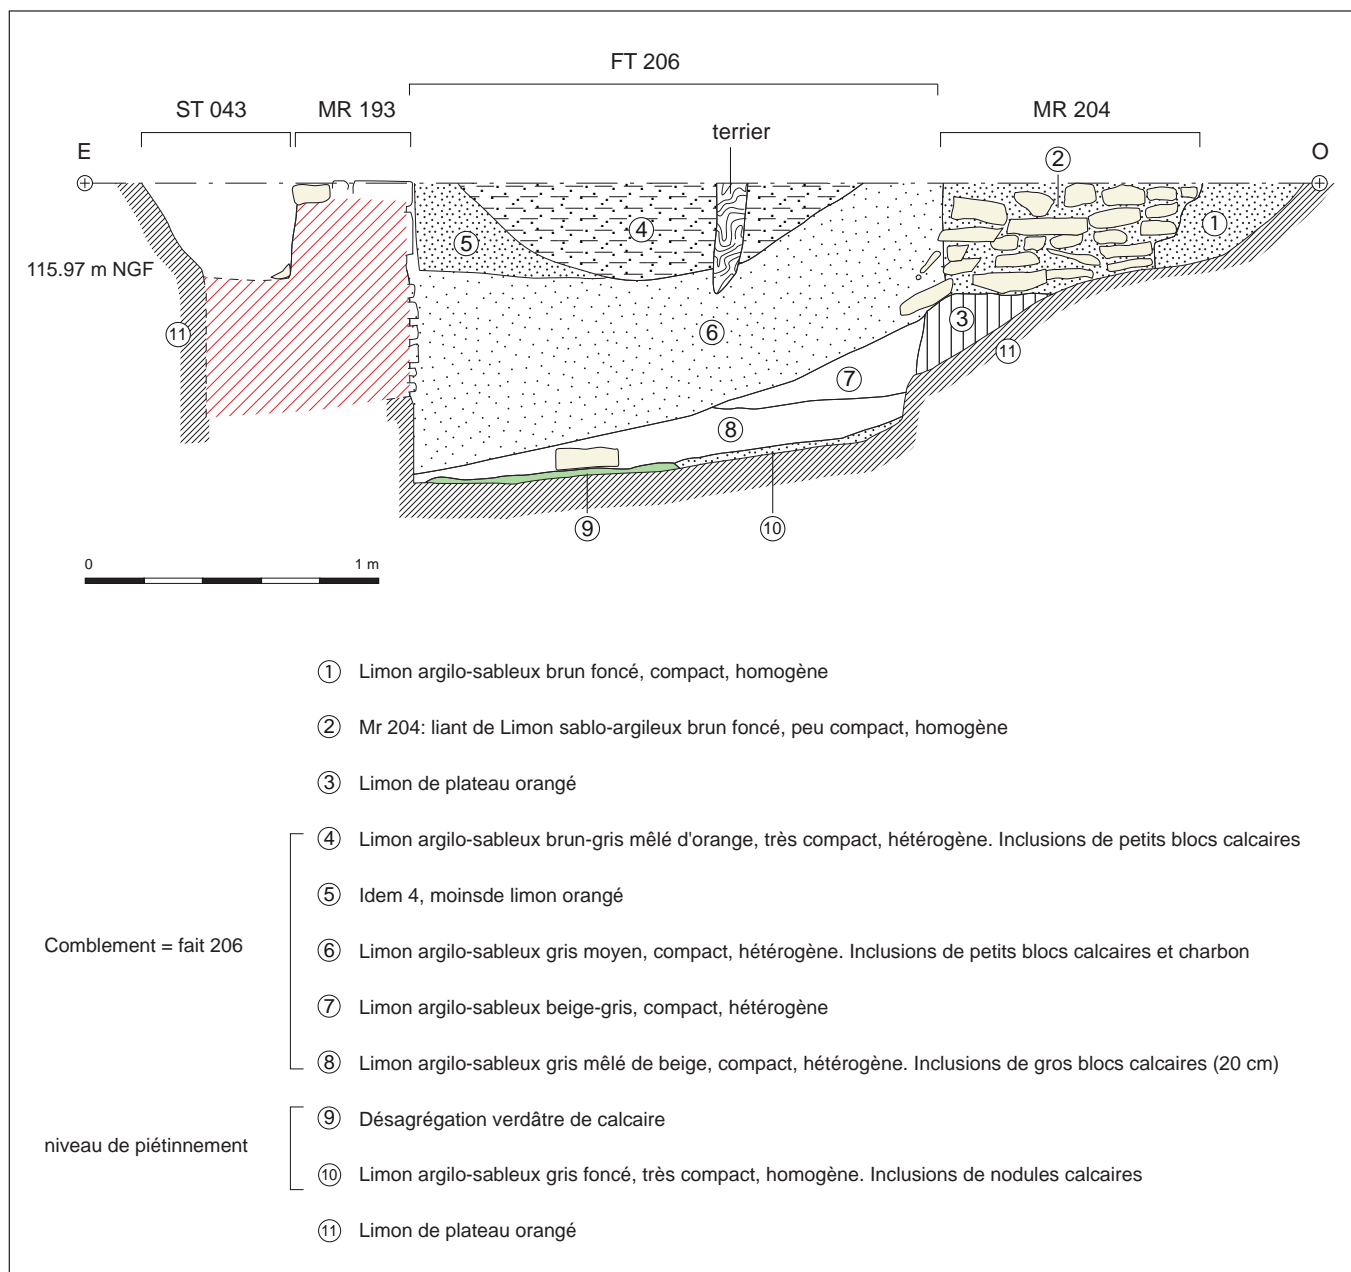 FT 206
ST 043
MR 193
MR 204
terrier
E
O
2
1
5
4
115.97 m NGF
11
6
3
11
7
8
9
10
0
1 m
1 Limon argilo-sableux brun foncé, compact, homogène
2 Mr 204: liant de Limon sablo-argileux brun foncé, peu compact, homogène
3 Limon de plateau orangé
4 Limon argilo-sableux brun-gris mêlé d'orange, très compact, hétérogène. Inclusions de petits blocs calcaires
5 Idem 4, moinsde limon orangé
Comblement = fait 206
6 Limon argilo-sableux gris moyen, compact, hétérogène. Inclusions de petits blocs calcaires et charbon
7 Limon argilo-sableux beige-gris, compact, hétérogène
8 Limon argilo-sableux gris mêlé de beige, compact, hétérogène. Inclusions de gros blocs calcaires (20 cm)
9 Désagrégation verdâtre de calcaire
niveau de piétinnement
10 Limon argilo-sableux gris foncé, très compact, homogène. Inclusions de nodules calcaires
11 Limon de plateau orangé